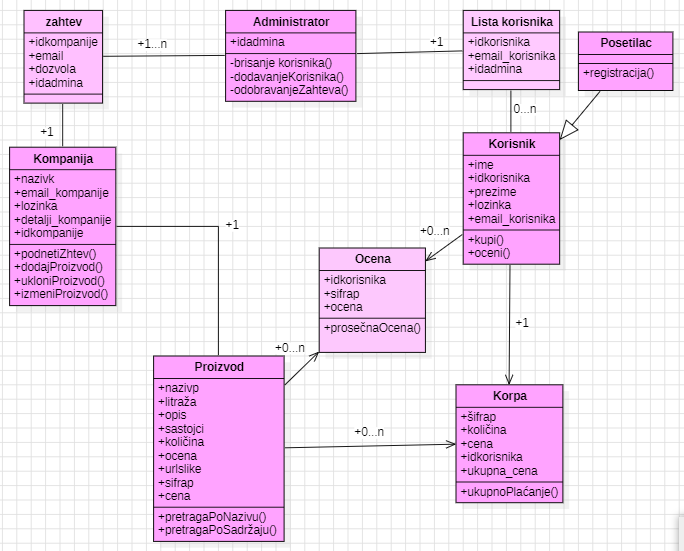 zahtev
+idkompanije
+email
+dozvola
+idadmina
+1...n
Administrator
+idadmina
-brisanje korisnika()
-dodavanjeKorisnika()
-odobravanjeZahteva()
+1
Lista korisnika
+idkorisnika
+email_korisnika
+idadmina
Posetilac
+registracija()
0...n
+1
Kompanija
+nazivk
+email_kompanije
+lozinka
+detalji_kompanije
+idkompanije
+podnetiZhtev()
+dodajProizvod()
+ukloniProizvod()
+izmeniProizvod()
Korisnik
+ime
+idkorisnika
+prezime
+lozinka
+email_korisnika
+kupi()
+oceni()
+1
+0...n
Ocena
+idkorisnika
+sifrap
+ocena
+prosečnaOcena()
+1
+0...n
Proizvod
+nazivp
+litraža
+opis
+sastojci
+količina
+ocena
+urlslike
+sifrap
+cena
+pretragaPoNazivu()
+pretragaPoSadržaju()
+0...n
Korpa
+šifrap
+količina
+cena
+idkorisnika
+ukupna_cena
+ukupnoPlaćanje()